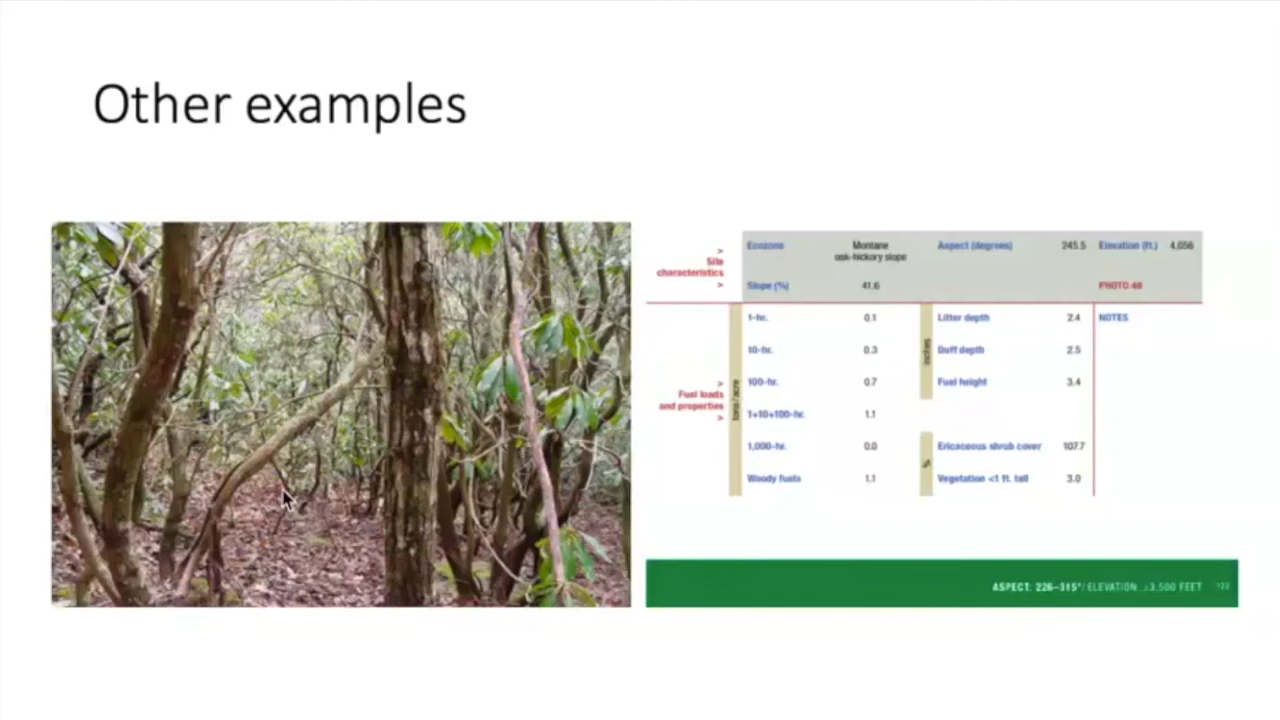 Other examples
>
Site
characteristics
>
Ecozone
Montane
oak-hickory slope
Aspect (degrees)
245.5
Elevation (ft.)
4,056
Slope (%)
41.6
PHOTO 48
>
Fuel loads
and properties
>
tons/acre
1-hr.
0.1
10-hr.
0.3
100-hr.
0.7
1+10+100-hr.
1.1
1,000-hr.
0.0
Woody fuels
1.1
inches
Litter depth
2.4
Duff depth
2.5
Fuel height
3.4
%
Ericaceous shrub cover
107.7
Vegetation <1 ft. tall
3.0
NOTES
ASPECT: 226–315°/ELEVATION: ≥3,500 FEET
122